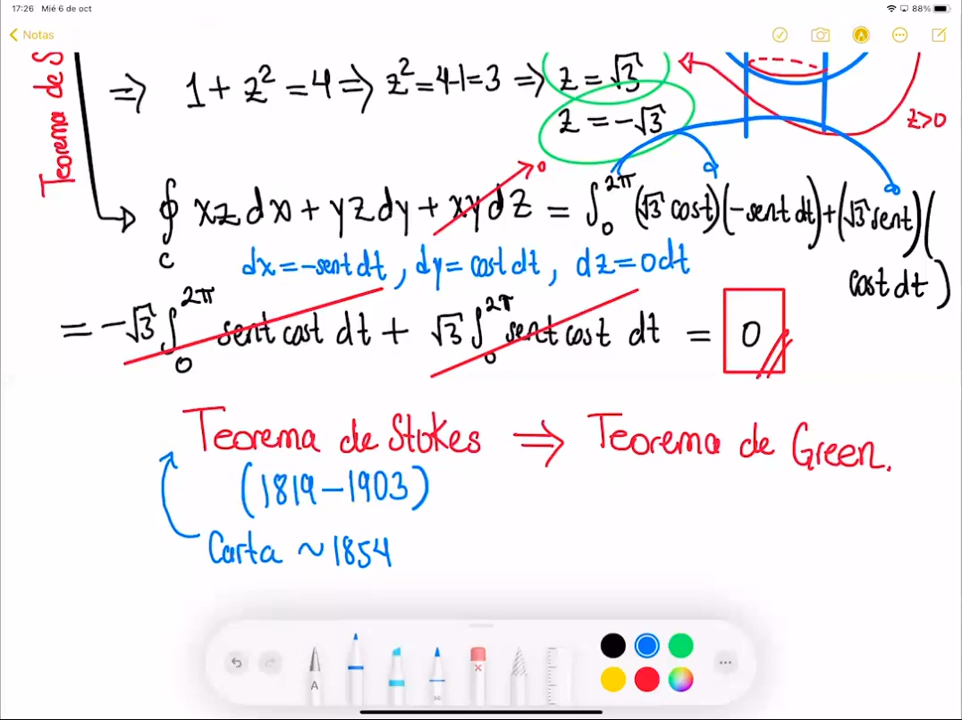 17:26 Mié 6 de oct 88%
Notas
Teorema de S
⇒ 1 + z² = 4 ⇒ z² = 4-1 = 3 ⇒ z = √3
z = -√3
z>0
∮_C xz dx + yz dy + xy dz = ∫₀^2π (√3 cost)(-sent dt) + (√3 sent)(
0
cost dt)
dx = -sent dt, dy = cost dt, dz = 0dt
= -√3 ∫₀^2π sent cost dt + √3 ∫₀^2π sent cost dt = 0
Teorema de Stokes ⇒ Teorema de Green.
(1819-1903)
Carta ~ 1854
A